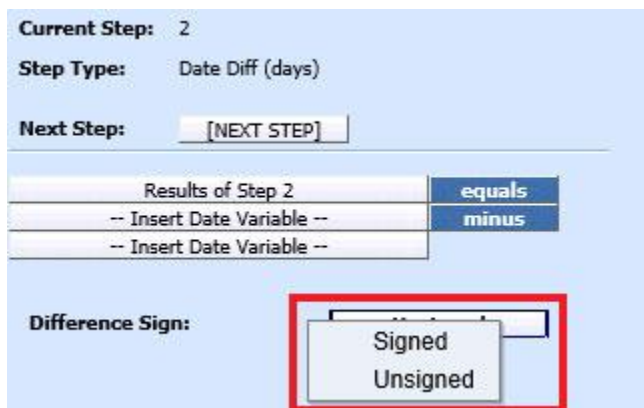 Current Step: 2
Step Type: Date Diff (days)
Next Step: [NEXT STEP]
Results of Step 2 equals
-- Insert Date Variable -- minus
-- Insert Date Variable --
Difference Sign:
Signed
Unsigned